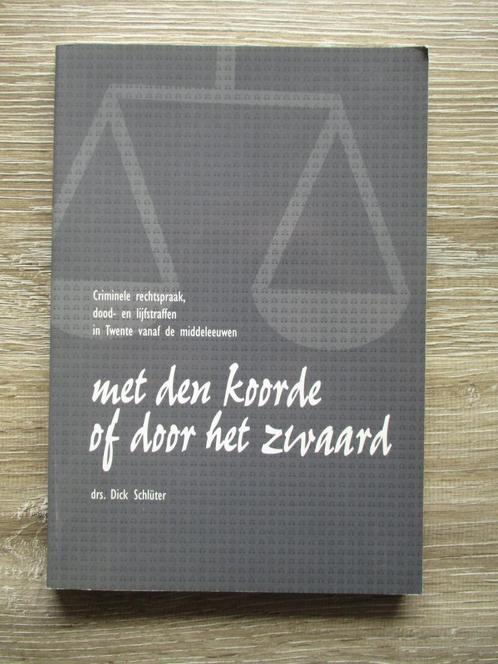 Criminele rechtspraak,
dood- en lijfstraffen
in Twente vanaf de middeleeuwen
met den koorde
of door het zwaard
drs. Dick Schlüter